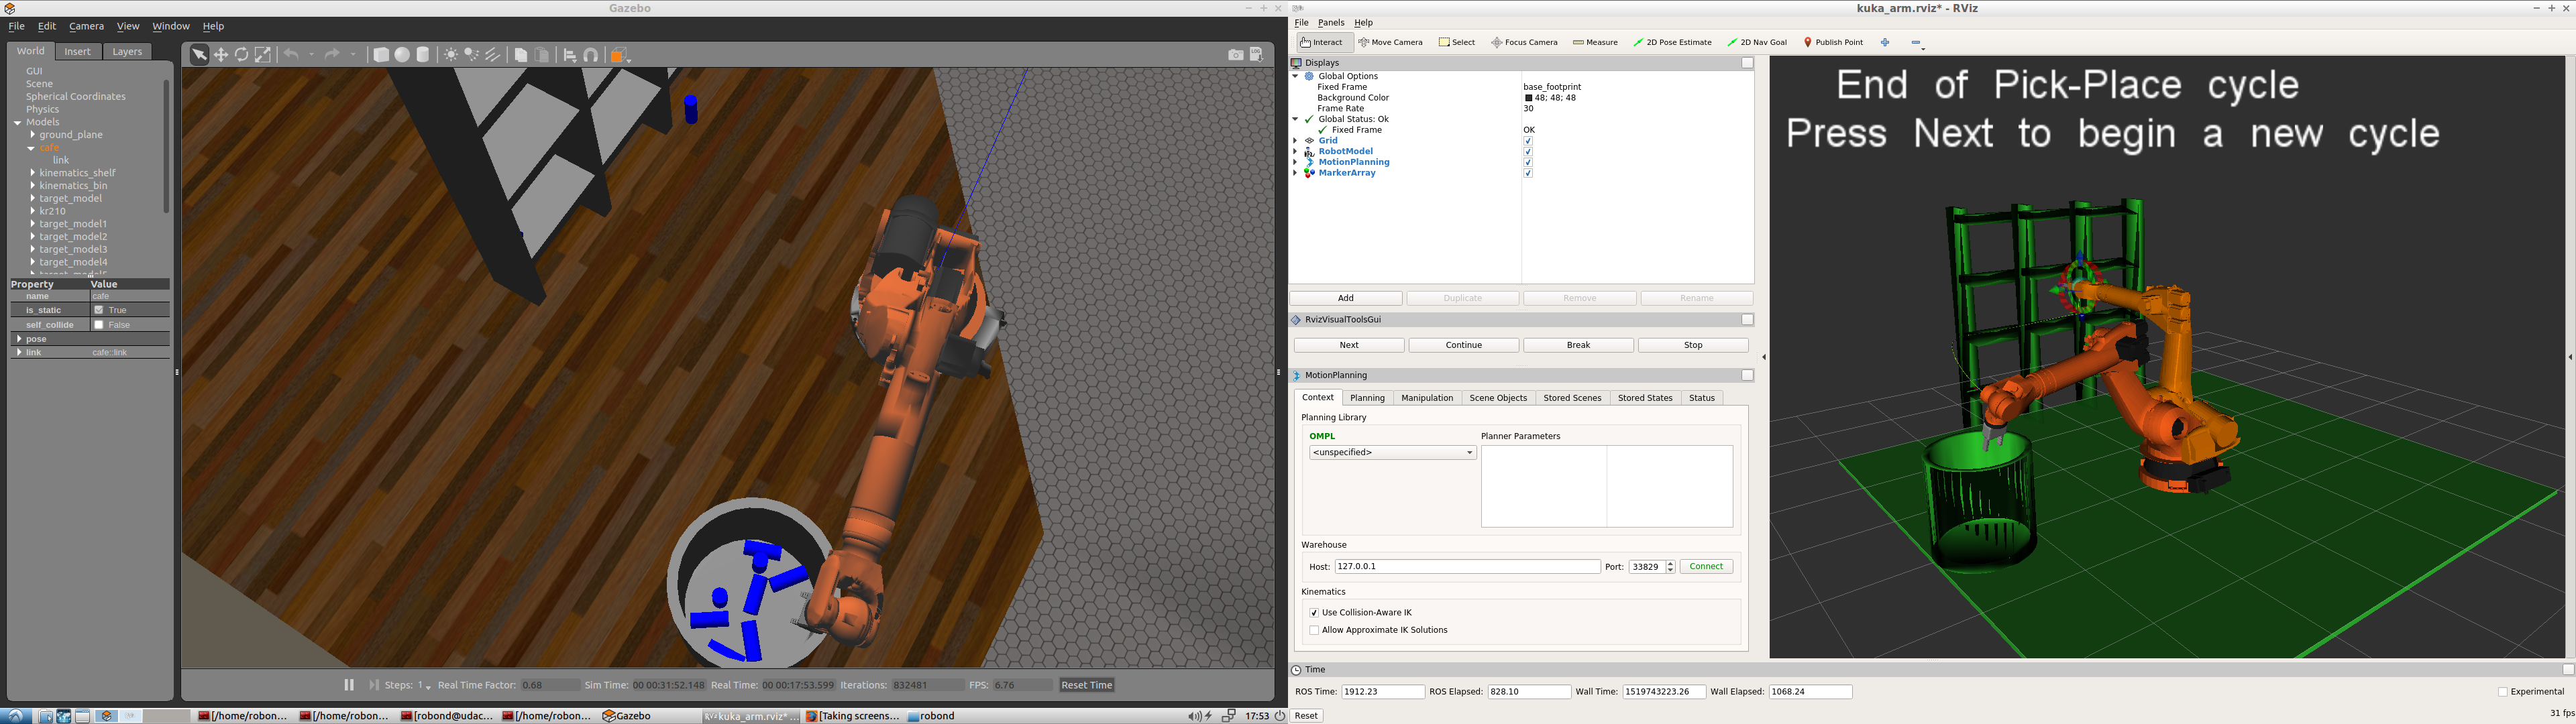 Gazebo
File Edit Camera View Window Help
World Insert Layers
GUI
Scene
Spherical Coordinates
Physics
Models
ground_plane
cafe
link
kinematics_shelf
kinematics_bin
target_model
kr210
target_model1
target_model2
target_model3
target_model4
Property Value
name cafe
is_static True
self_collide False
pose
link cafe::link
Steps: 1 Real Time Factor: 0.68 Sim Time: 00 00:31:52.148 Real Time: 00 00:17:53.599 Iterations: 832481 FPS: 6.76 Reset Time
kuka_arm.rviz* - RViz
File Panels Help
Interact Move Camera Select Focus Camera Measure 2D Pose Estimate 2D Nav Goal Publish Point
Displays
Global Options
Fixed Frame base_footprint
Background Color 48; 48; 48
Frame Rate 30
Global Status: Ok
Fixed Frame OK
Grid
RobotModel
MotionPlanning
MarkerArray
Add Duplicate Remove Rename
RvizVisualToolsGui
Next Continue Break Stop
MotionPlanning
Context Planning Manipulation Scene Objects Stored Scenes Stored States Status
Planning Library
OMPL Planner Parameters
<unspecified>
Warehouse
Host: 127.0.0.1 Port: 33829 Connect
Kinematics
Use Collision-Aware IK
Allow Approximate IK Solutions
End of Pick-Place cycle
Press Next to begin a new cycle
Time
ROS Time: 1912.23 ROS Elapsed: 828.10 Wall Time: 1519743223.26 Wall Elapsed: 1068.24 Experimental
Reset 31 fps
[/home/robon... [/home/robon... [robond@udac... [/home/robon... Gazebo kuka_arm.rviz* ... [Taking screens... robond 17:53